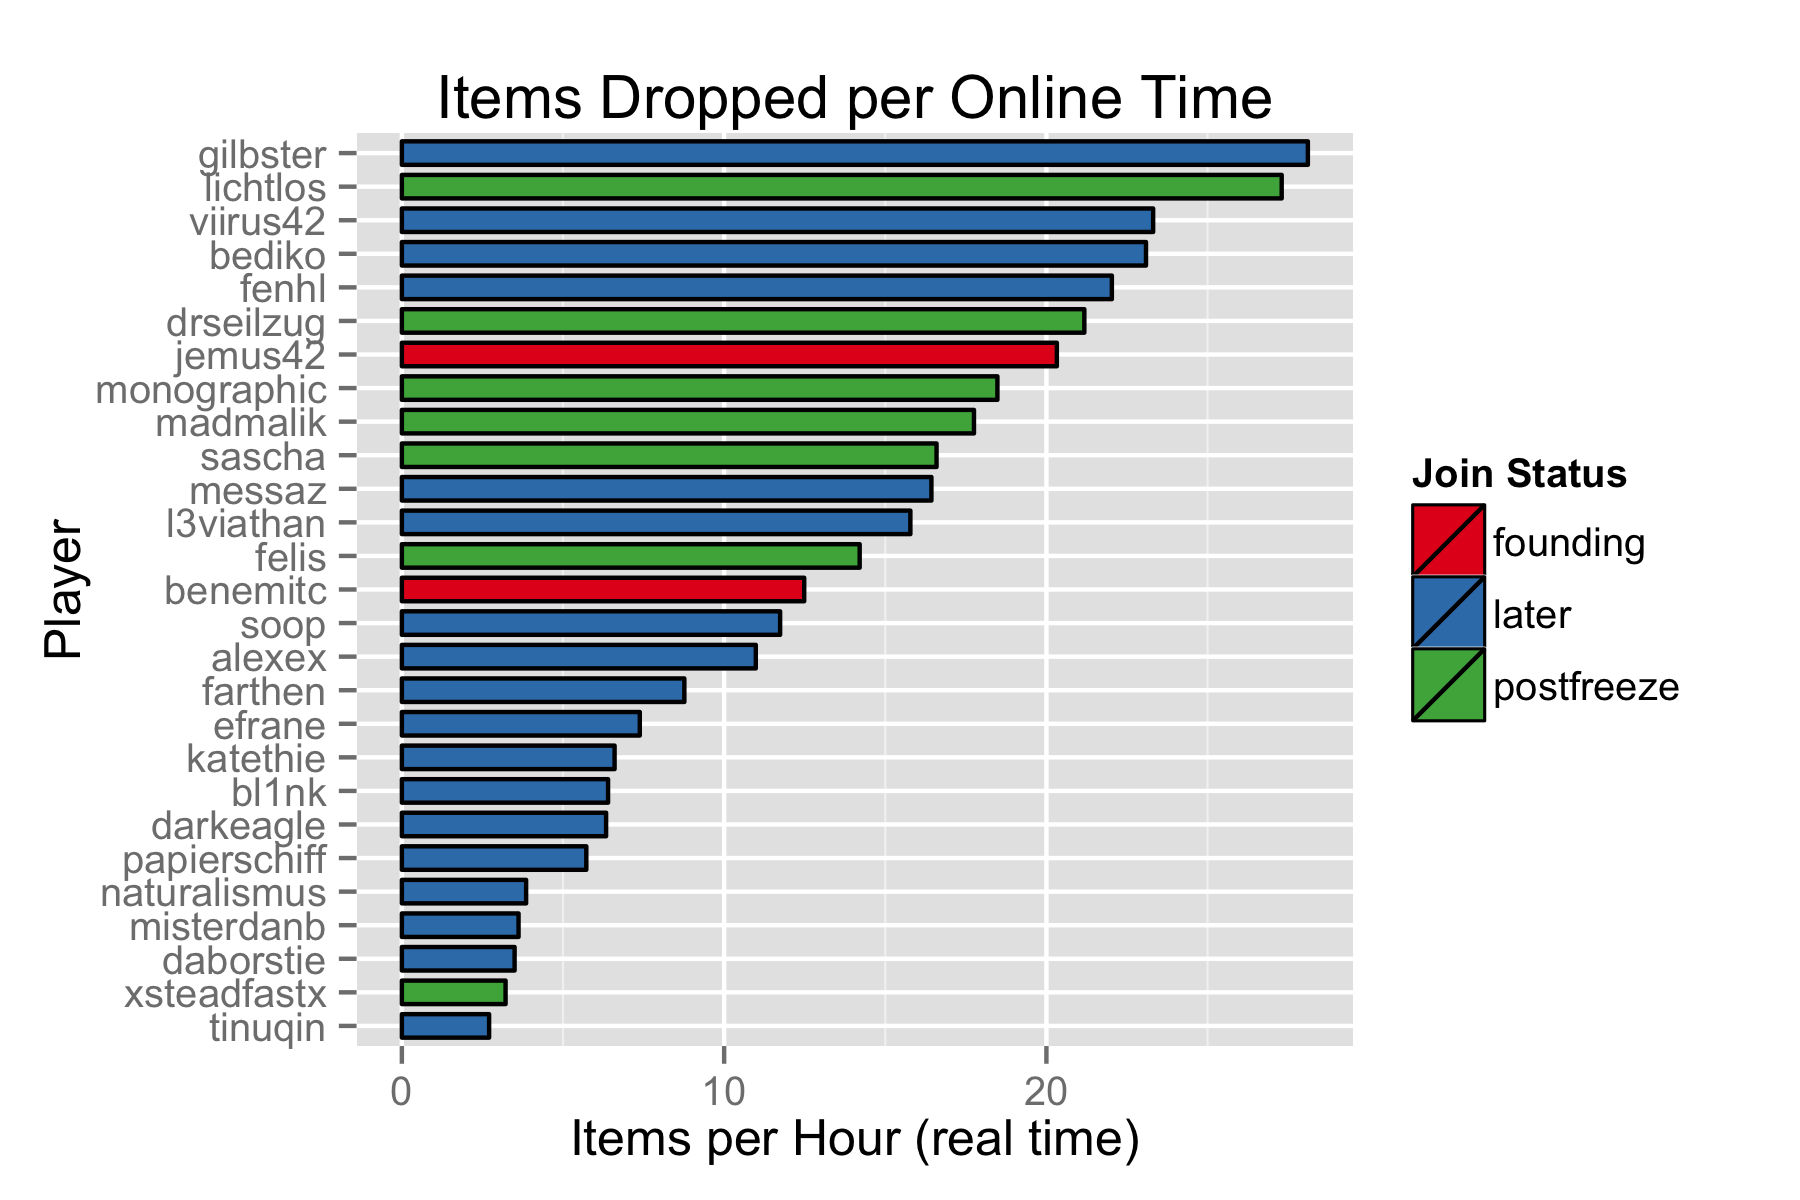 Items Dropped per Online Time
Player
gilbster
lichtlos
viirus42
bediko
fenhl
drseilzug
jemus42
monographic
madmalik
sascha
messaz
l3viathan
felis
benemitc
soop
alexex
farthen
efrane
katethie
bl1nk
darkeagle
papierschiff
naturalismus
misterdanb
daborstie
xsteadfastx
tinuqin
0 10 20
Items per Hour (real time)
Join Status
founding
later
postfreeze